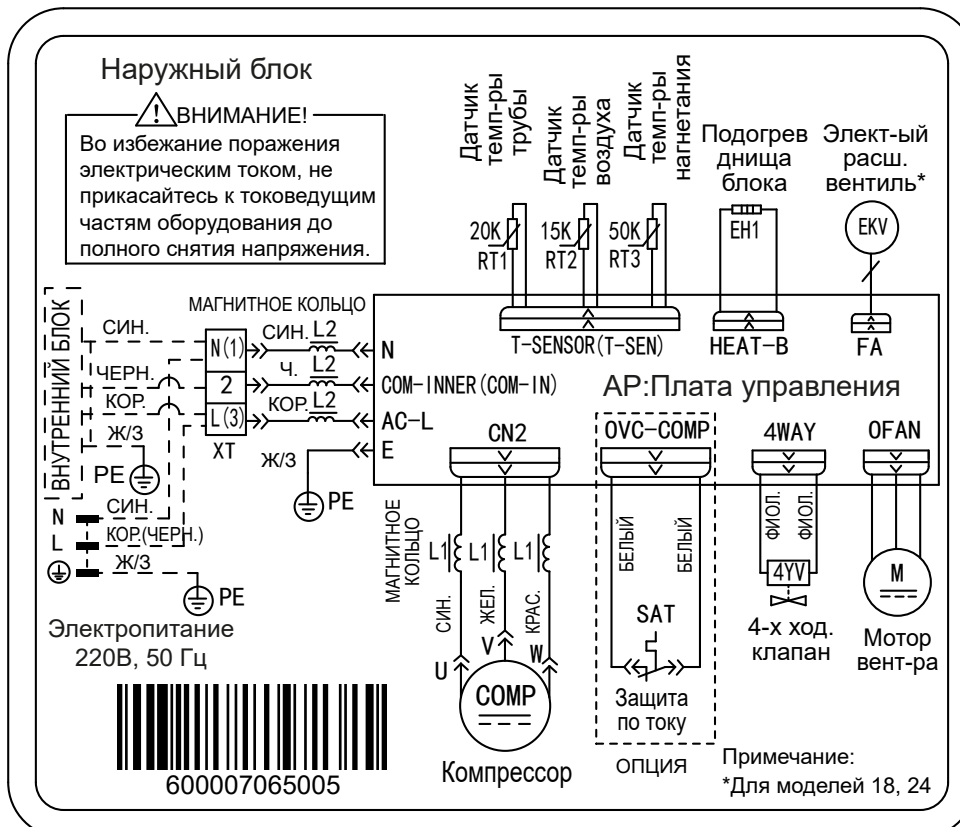 Наружный блок
ВНИМАНИЕ!
Во избежание поражения
электрическим током, не
прикасайтесь к токоведущим
частям оборудования до
полного снятия напряжения.
Датчик
темп-ры
трубы
Датчик
темп-ры
воздуха
Датчик
темп-ры
нагнетания
Подогрев
днища
блока
Элект-ый
расш.
вентиль*
20K
RT1
15K
RT2
50K
RT3
EH1
EKV
T-SENSOR(T-SEN)
HEAT-B
FA
ВНУТРЕННИЙ БЛОК
МАГНИТНОЕ КОЛЬЦО
СИН.
N(1)
СИН.
L2
N
ЧЕРН.
2
Ч.
L2
COM-INNER(COM-IN)
КОР.
L(3)
КОР.
L2
AC-L
XT
Ж/З
PE
Ж/З
E
PE
АР:Плата управления
CN2
OVC-COMP
4WAY
OFAN
N
СИН.
L
КОР.(ЧЕРН.)
Ж/З
PE
Электропитание
220В, 50 Гц
МАГНИТНОЕ
КОЛЬЦО
L1
L1
L1
СИН.
ЖЕЛ.
КРАС.
U
V
W
COMP
Компрессор
БЕЛЫЙ
БЕЛЫЙ
SAT
Защита
по току
ОПЦИЯ
ФИОЛ.
ФИОЛ.
4YV
4-х ход.
клапан
M
Мотор
вент-ра
600007065005
Примечание:
*Для моделей 18, 24